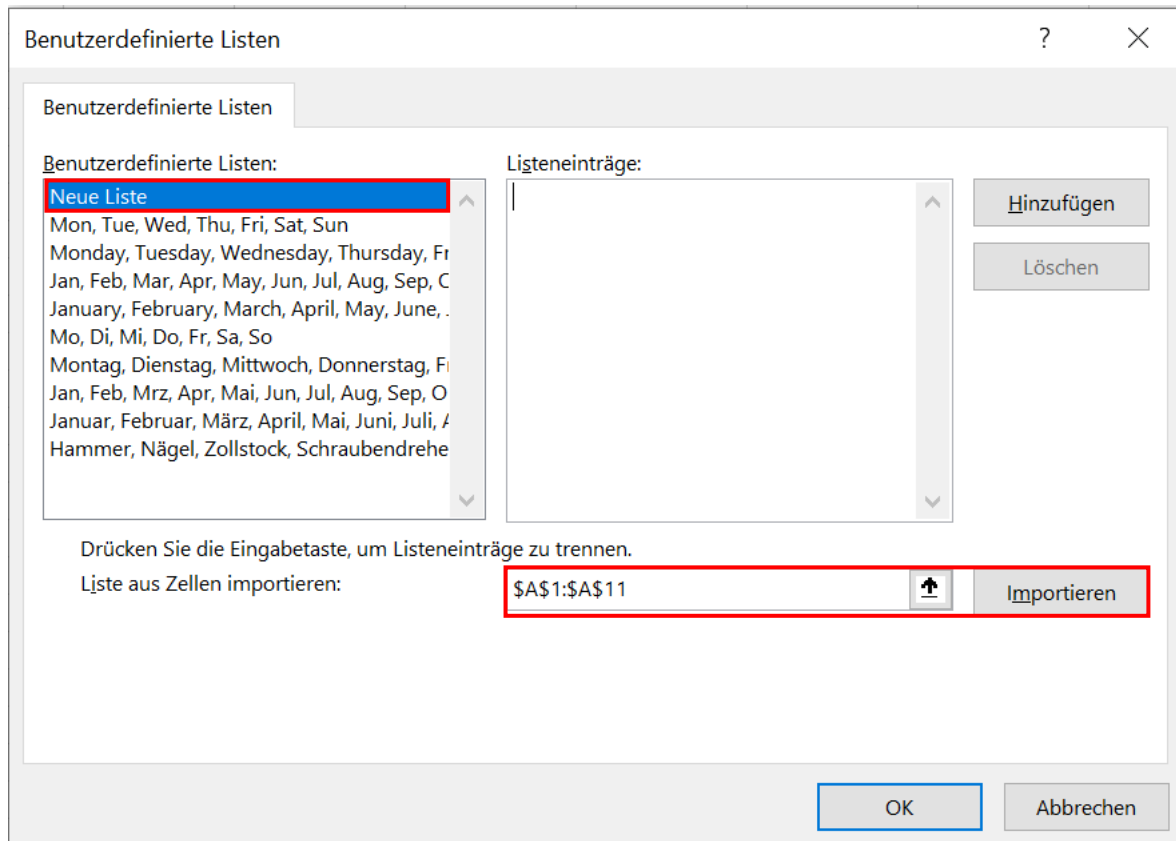 Benutzerdefinierte Listen
?
Benutzerdefinierte Listen
Benutzerdefinierte Listen:
Neue Liste
Mon, Tue, Wed, Thu, Fri, Sat, Sun
Monday, Tuesday, Wednesday, Thursday, Fr
Jan, Feb, Mar, Apr, May, Jun, Jul, Aug, Sep, O
January, February, March, April, May, June, .
Mo, Di, Mi, Do, Fr, Sa, So
Montag, Dienstag, Mittwoch, Donnerstag, Fr
Jan, Feb, Mrz, Apr, Mai, Jun, Jul, Aug, Sep, O
Januar, Februar, März, April, Mai, Juni, Juli, A
Hammer, Nägel, Zollstock, Schraubendrehe
Listeneinträge:
Hinzufügen
Löschen
Drücken Sie die Eingabetaste, um Listeneinträge zu trennen.
Liste aus Zellen importieren:
$A$1:$A$11
Importieren
OK
Abbrechen